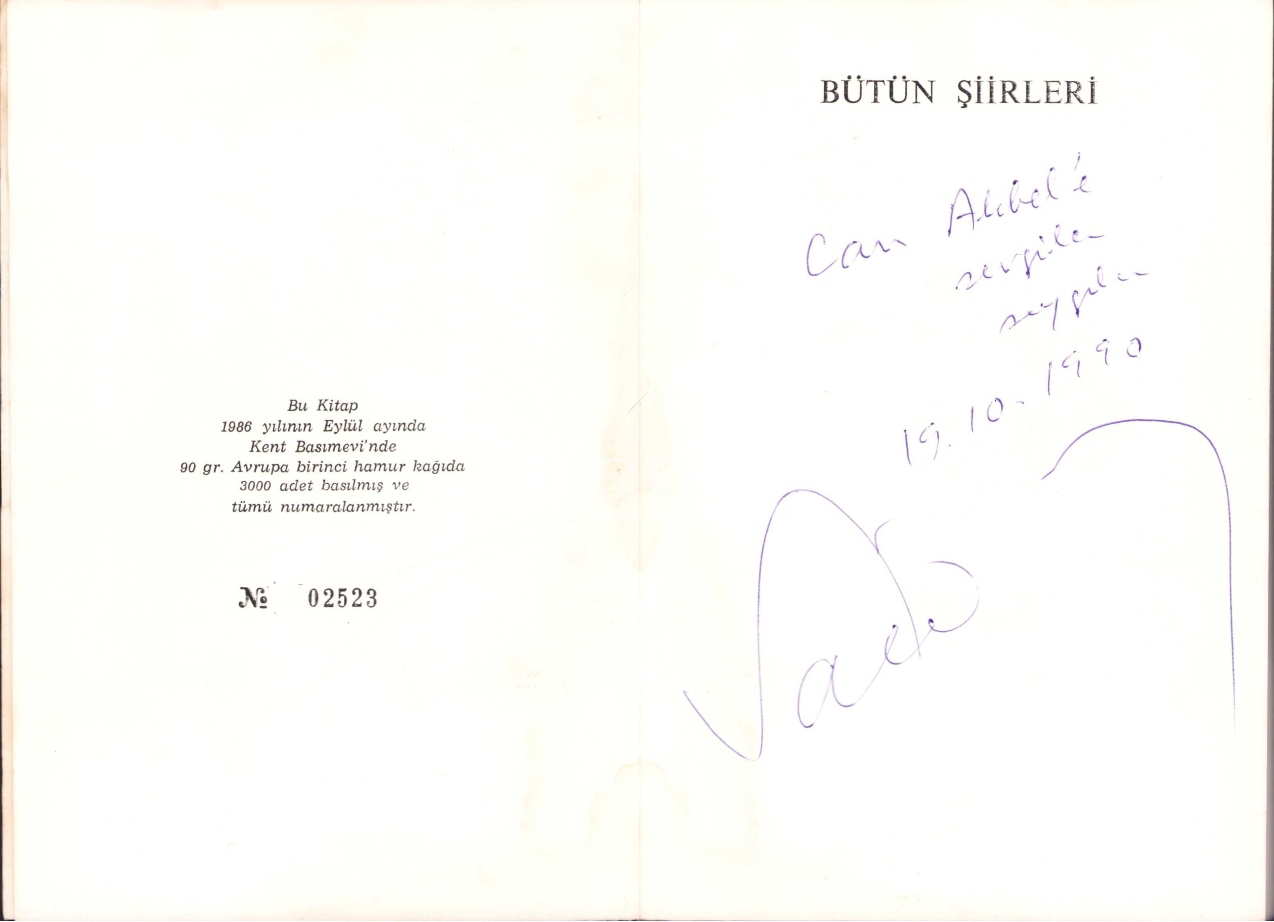 Bu Kitap
1986 yılının Eylül ayında
Kent Basımevi'nde
90 gr. Avrupa birinci hamur kağıda
3000 adet basılmış ve
tümü numaralanmıştır.
№ 02523
BÜTÜN ŞİİRLERİ
Can Akbel'e
sevgiler
saygılar
19.10.1990